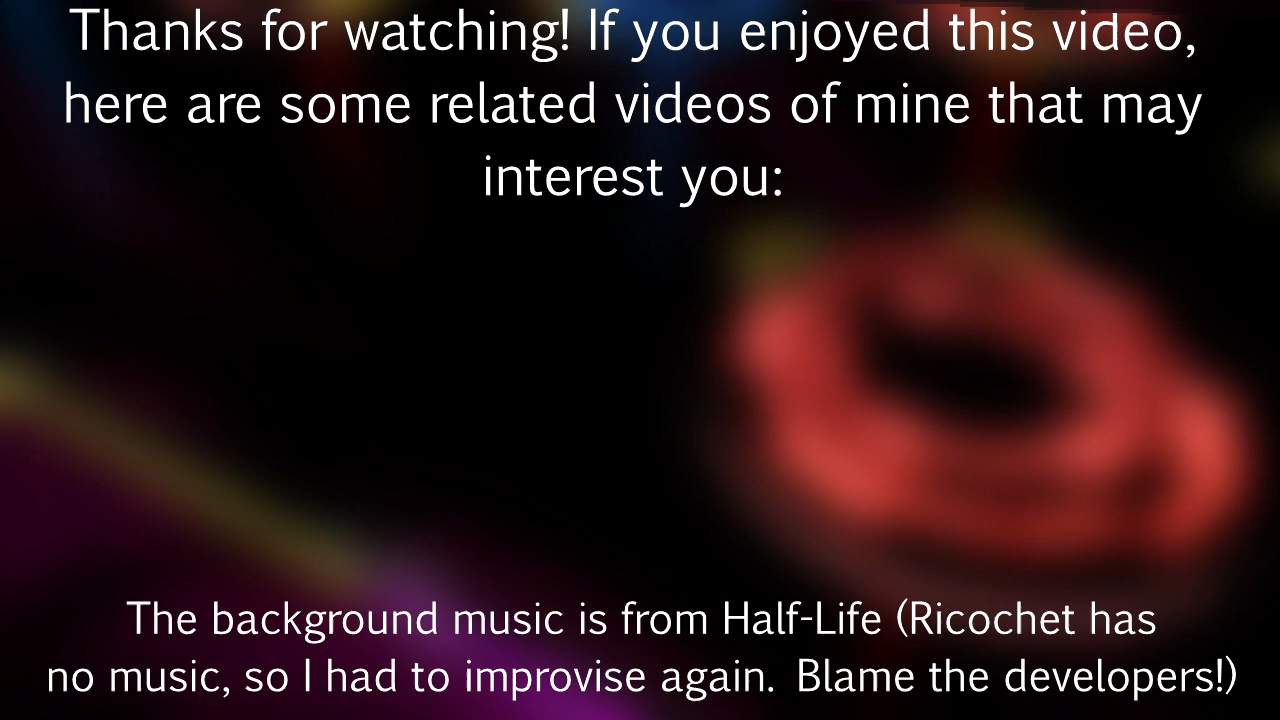 Thanks for watching! If you enjoyed this video,
here are some related videos of mine that may
interest you:
The background music is from Half-Life (Ricochet has
no music, so I had to improvise again. Blame the developers!)